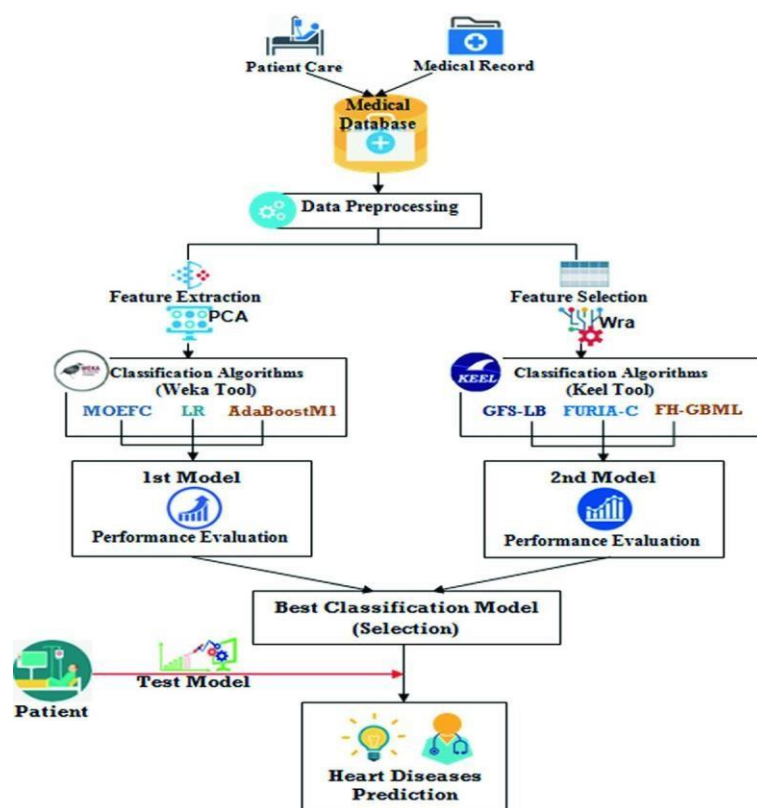 Patient Care
Medical Record
Medical
Database
Data Preprocessing
Feature Extraction
PCA
Feature Selection
Wra
WEKA
Classification Algorithms
(Weka Tool)
MOEFC LR AdaBoostM1
KEEL
Classification Algorithms
(Keel Tool)
GFS-LB FURIA-C FH-GBML
1st Model
Performance Evaluation
2nd Model
Performance Evaluation
Best Classification Model
(Selection)
Test Model
Patient
Heart Diseases
Prediction